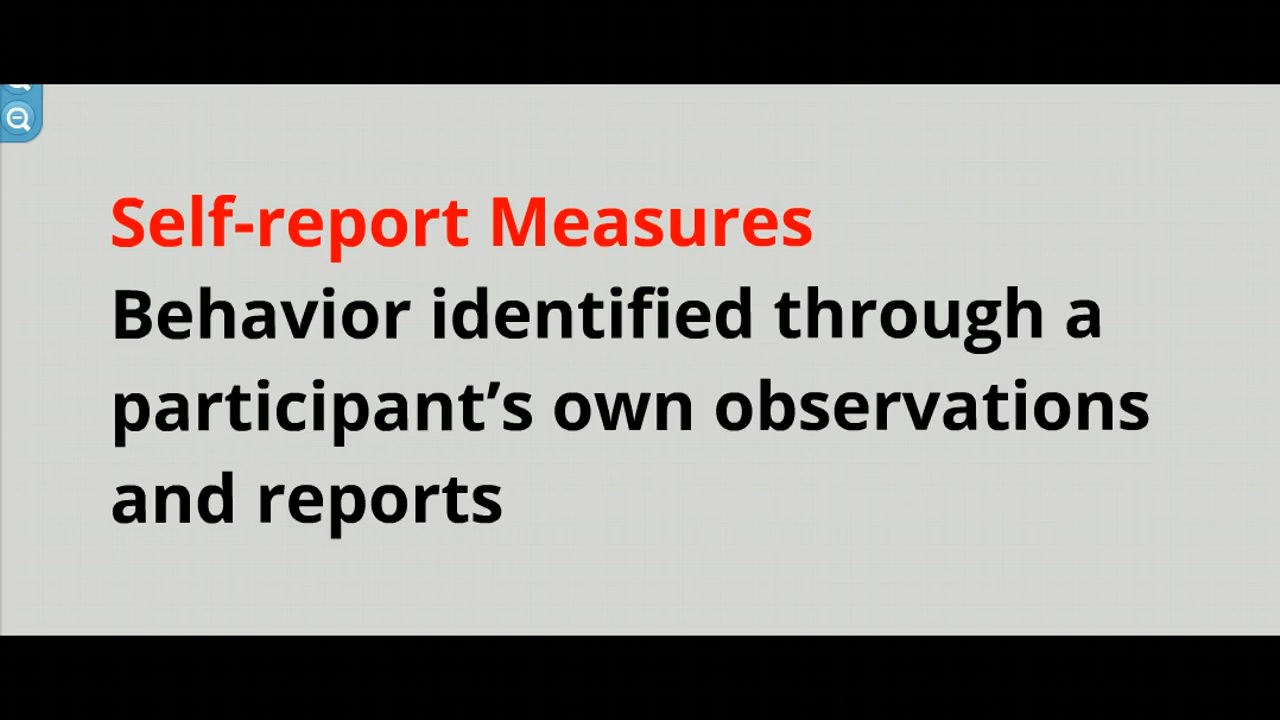 Self-report Measures
Behavior identified through a
participant’s own observations
and reports